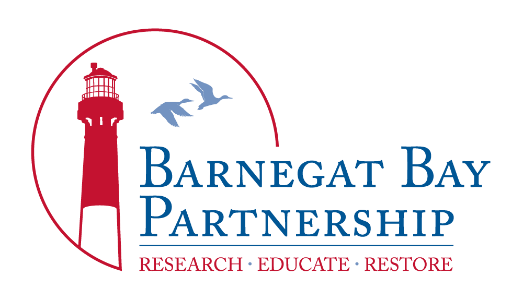 BARNEGAT BAY
PARTNERSHIP
RESEARCH · EDUCATE · RESTORE